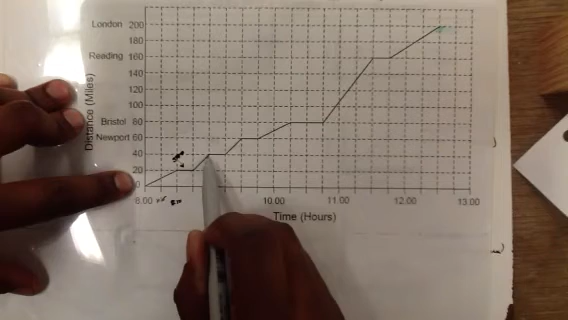 London 200
180
Reading 160
140
120
100
Bristol 80
Newport 60
40
20
0
Distance (Miles)
8.00 10.00 11.00 12.00 13.00
Time (Hours)